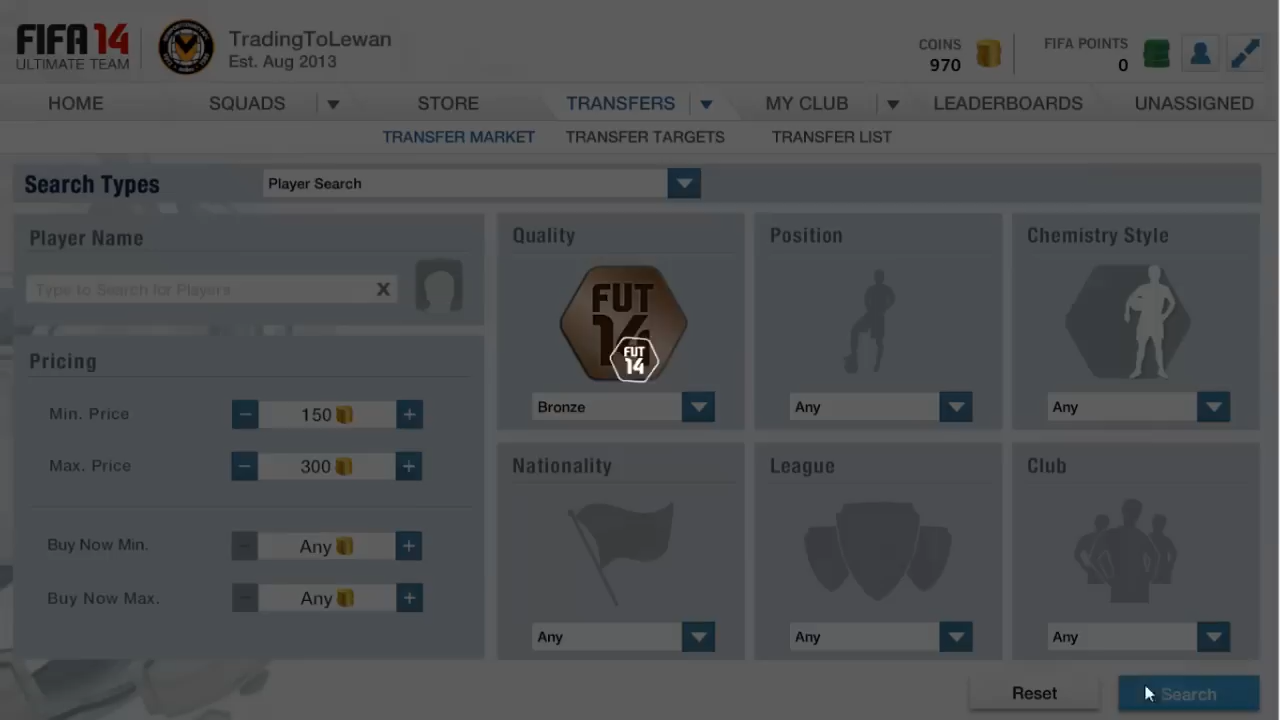 FIFA 14
ULTIMATE TEAM
TradingToLewan
Est. Aug 2013
COINS
970
FIFA POINTS
0
HOME
SQUADS
STORE
TRANSFERS
MY CLUB
LEADERBOARDS
UNASSIGNED
TRANSFER MARKET
TRANSFER TARGETS
TRANSFER LIST
Search Types
Player Search
Player Name
Type to Search for Players
X
Pricing
Min. Price
150
Max. Price
300
Buy Now Min.
Any
Buy Now Max.
Any
Quality
FUT
14
FUT
14
Bronze
Position
Any
Chemistry Style
Any
Nationality
Any
League
Any
Club
Any
Reset
Search